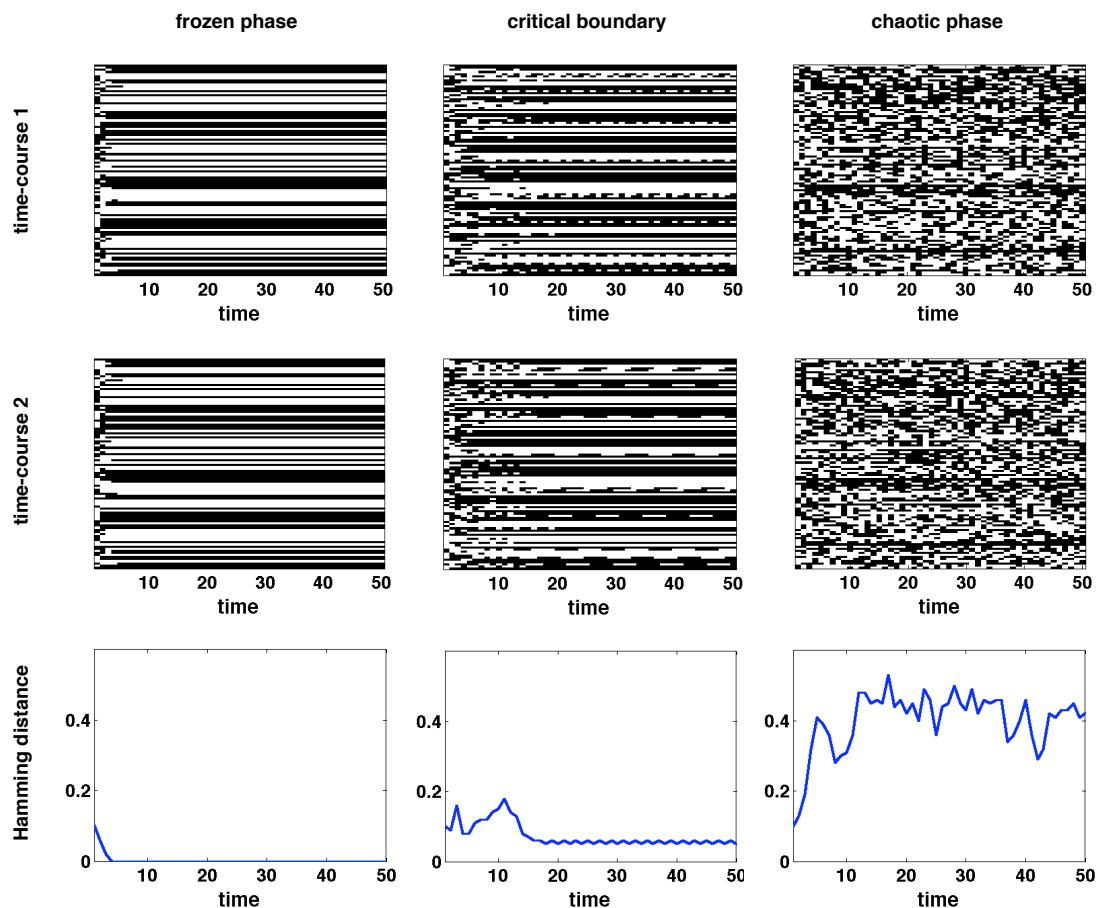 frozen phase critical boundary chaotic phase
time-course 1
10 20 30 40 50 10 20 30 40 50 10 20 30 40 50
time time time
time-course 2
10 20 30 40 50 10 20 30 40 50 10 20 30 40 50
time time time
Hamming distance
0.4 0.4 0.4
0.2 0.2 0.2
0 0 0
10 20 30 40 50 10 20 30 40 50 10 20 30 40 50
time time time